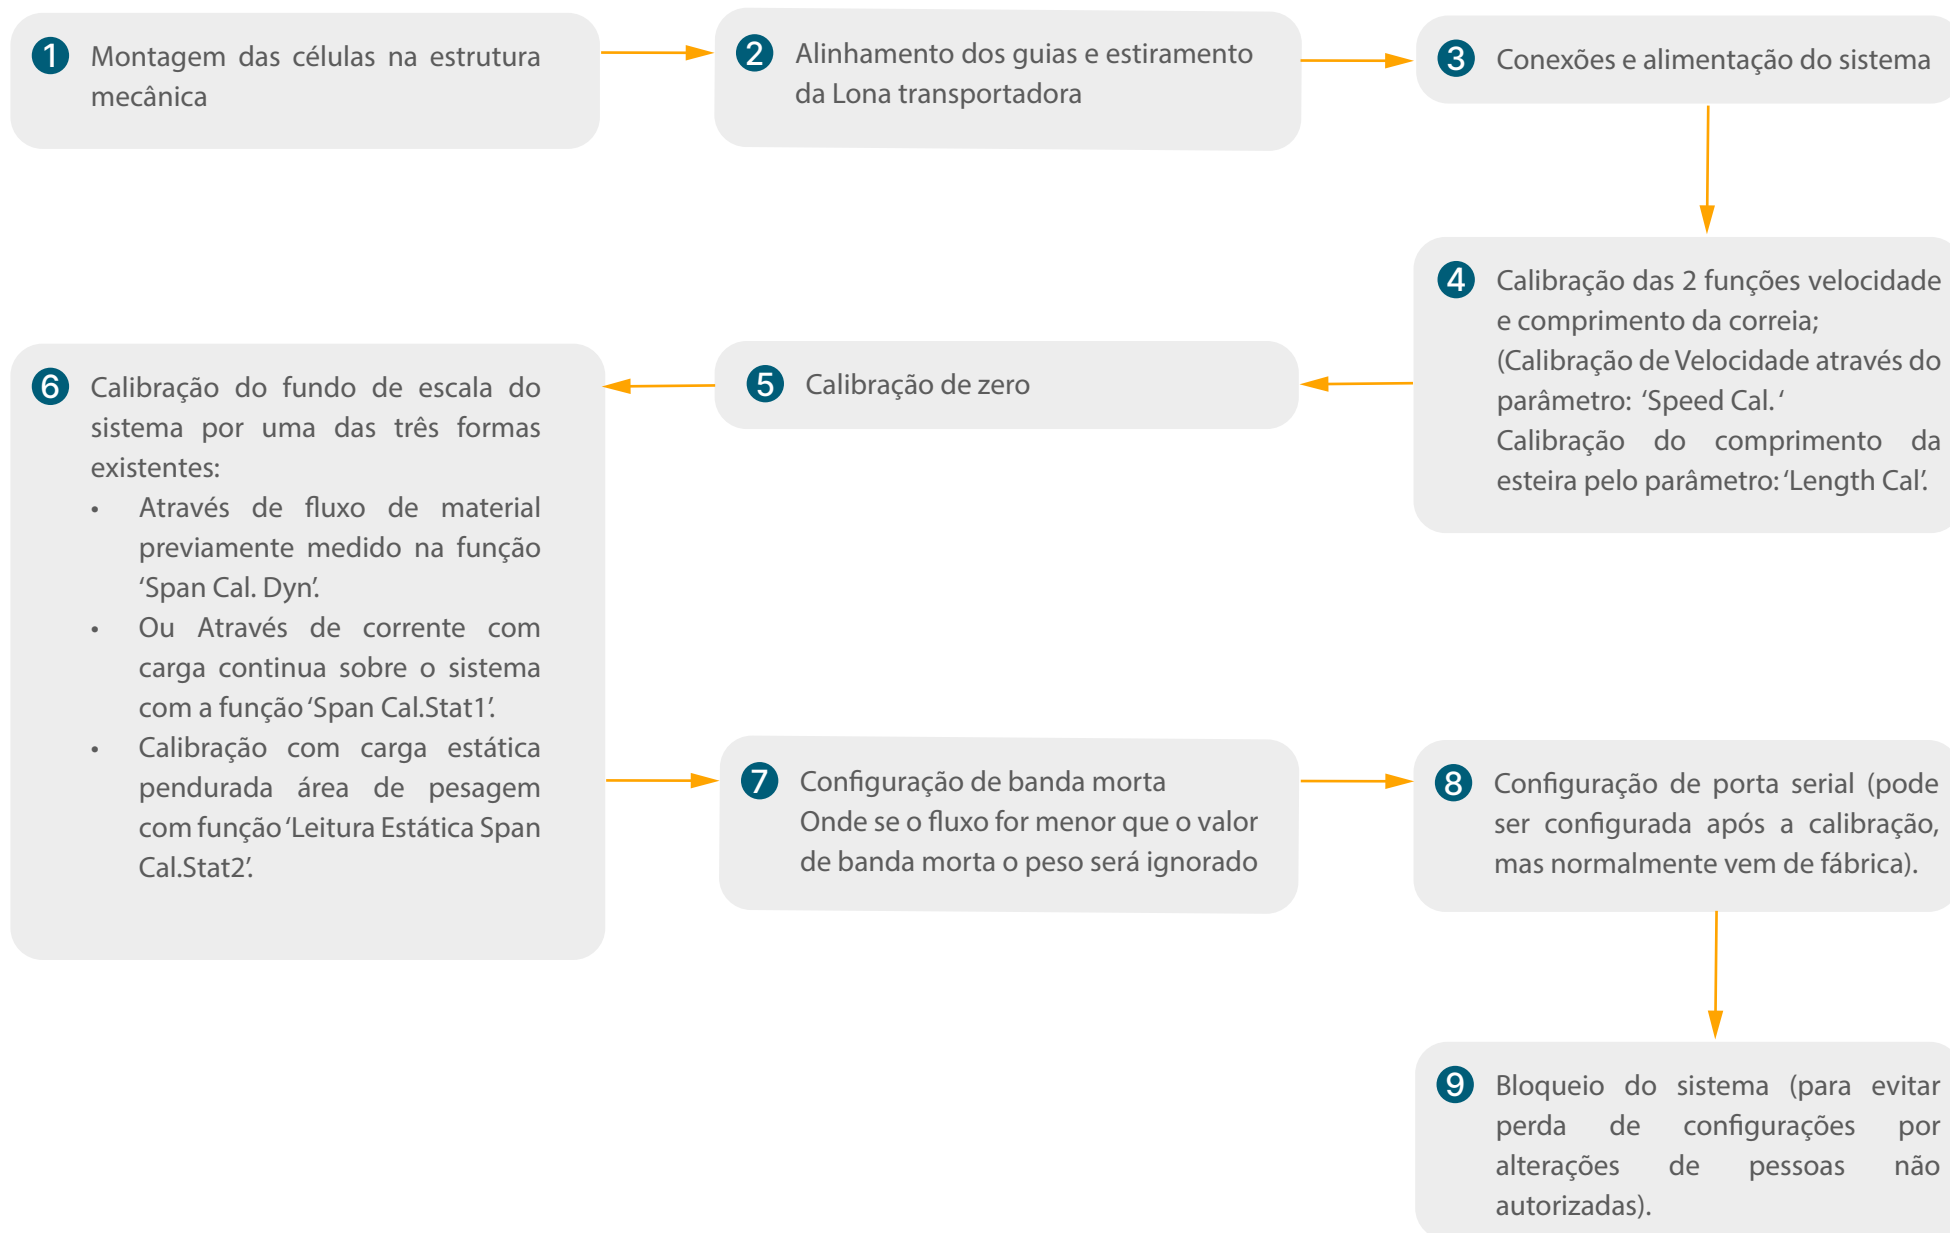 1 Montagem das células na estrutura
mecânica
2 Alinhamento dos guias e estiramento
da Lona transportadora
3 Conexões e alimentação do sistema
4 Calibração das 2 funções velocidade
e comprimento da correia;
(Calibração de Velocidade através do
parâmetro: ‘Speed Cal. ‘
Calibração do comprimento da
esteira pelo parâmetro: ‘Length Cal’.
5 Calibração de zero
6 Calibração do fundo de escala do
sistema por uma das três formas
existentes:
• Através de fluxo de material
previamente medido na função
‘Span Cal. Dyn’.
• Ou Através de corrente com
carga continua sobre o sistema
com a função ‘Span Cal.Stat1’.
• Calibração com carga estática
pendurada área de pesagem
com função ‘Leitura Estática Span
Cal.Stat2’.
7 Configuração de banda morta
Onde se o fluxo for menor que o valor
de banda morta o peso será ignorado
8 Configuração de porta serial (pode
ser configurada após a calibração,
mas normalmente vem de fábrica).
9 Bloqueio do sistema (para evitar
perda de configurações por
alterações de pessoas não
autorizadas).